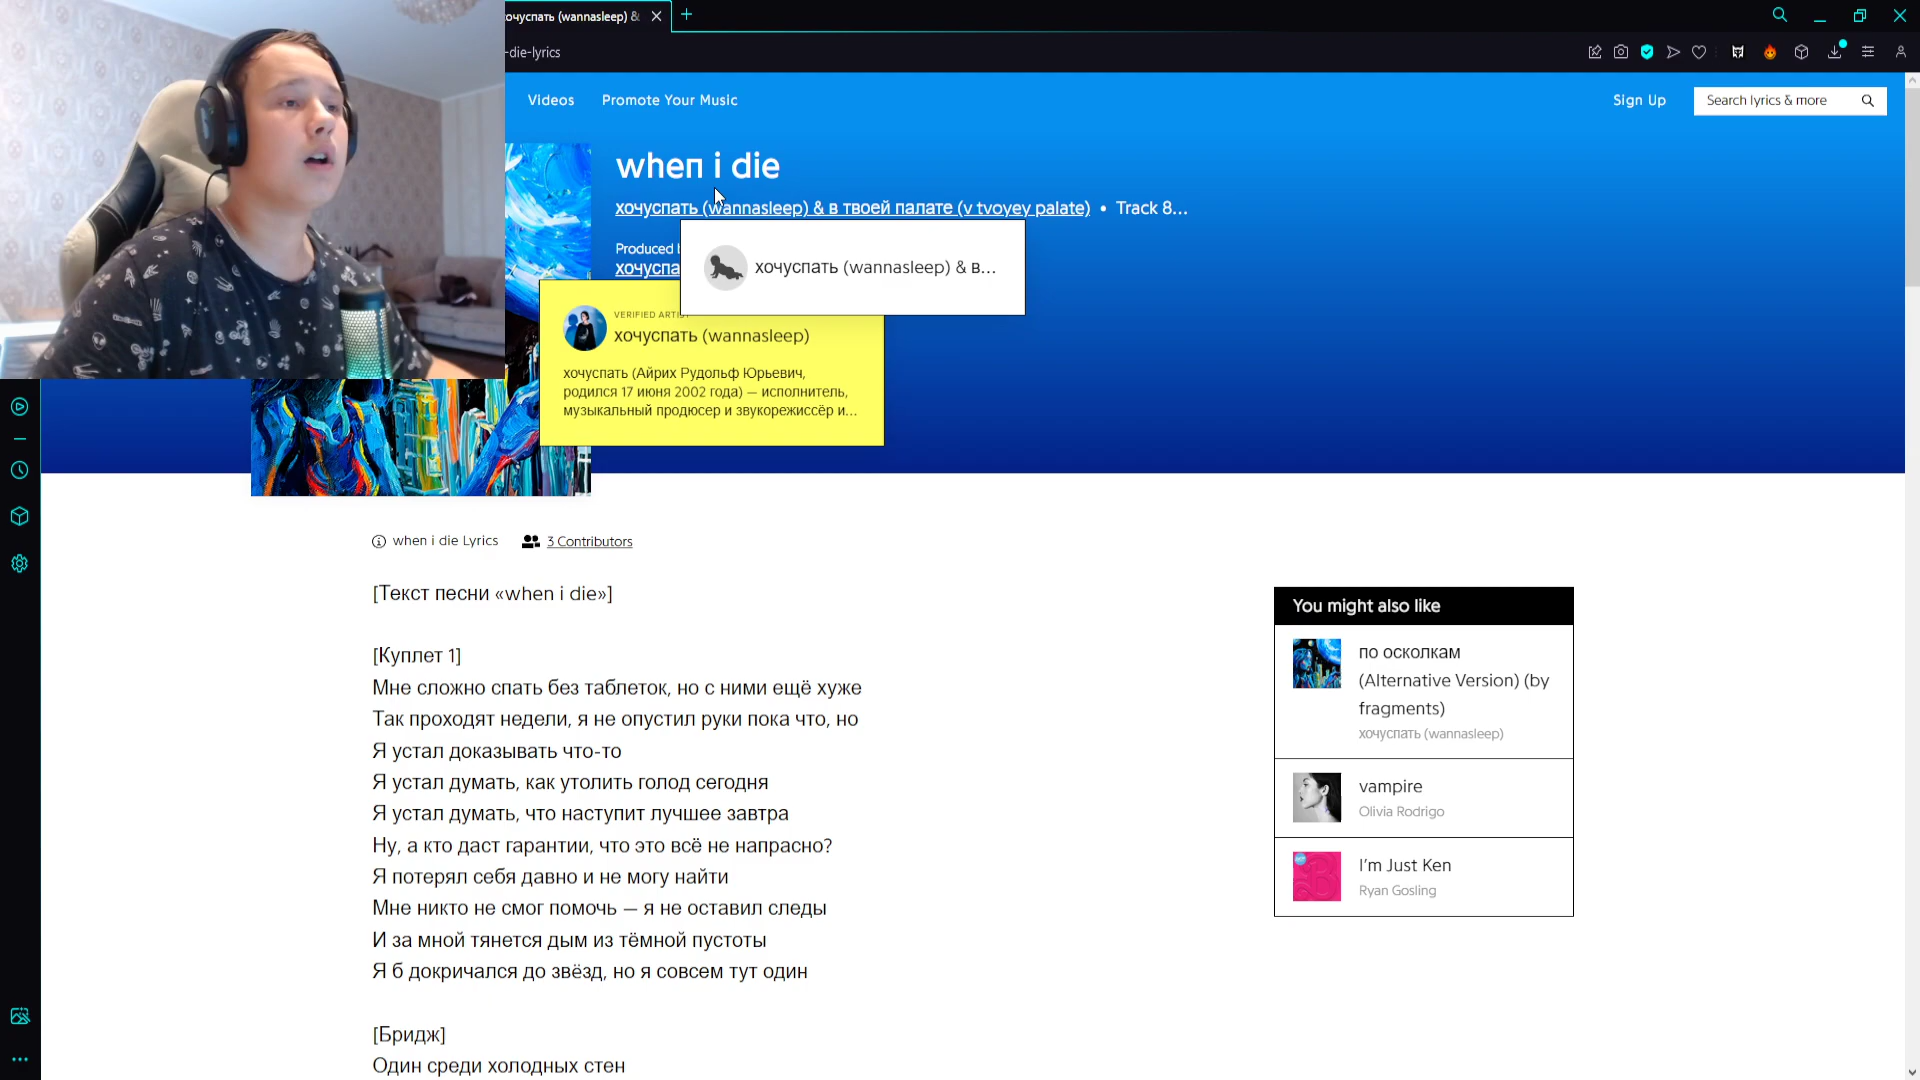 очуспать (wannasleep) &
-die-lyrics
Videos
Promote Your Music
Sign Up
Search lyrics & more
when i die
хочуспать (wannasleep) & в твоей палате (v tvoyey palate) • Track 8...
Produced
хочуспа
хочуспать (wannasleep) & в...
VERIFIED ARTIST
хочуспать (wannasleep)
хочуспать (Айрих Рудольф Юрьевич,
родился 17 июня 2002 года) — исполнитель,
музыкальный продюсер и звукорежиссёр и...
when i die Lyrics
3 Contributors
[Текст песни «when i die»]
[Куплет 1]
Мне сложно спать без таблеток, но с ними ещё хуже
Так проходят недели, я не опустил руки пока что, но
Я устал доказывать что-то
Я устал думать, как утолить голод сегодня
Я устал думать, что наступит лучшее завтра
Ну, а кто даст гарантии, что это всё не напрасно?
Я потерял себя давно и не могу найти
Мне никто не смог помочь — я не оставил следы
И за мной тянется дым из тёмной пустоты
Я б докричался до звёзд, но я совсем тут один
[Бридж]
Один среди холодных стен
You might also like
по осколкам
(Alternative Version) (by
fragments)
хочуспать (wannasleep)
vampire
Olivia Rodrigo
I'm Just Ken
Ryan Gosling